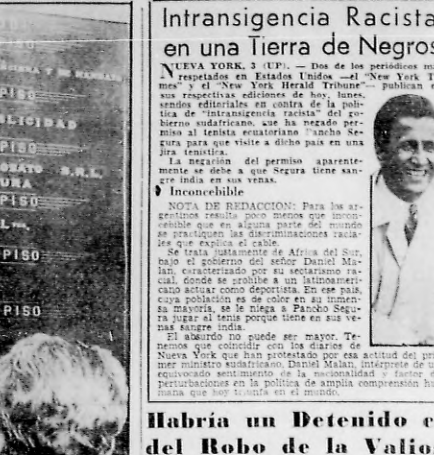 PISO
LICIDAD
PISO
S. R. L.
PISO
PISO
PISO
Intransigencia Racista
en una Tierra de Negros
NUEVA YORK, 3 (UP). — Dos de los periódicos
respetados en Estados Unidos —el "New York
mes" y el "New York Herald Tribune"— publican
sus respectivas ediciones de hoy, lunes,
sendos editoriales en contra de la polí-
tica de "intransigencia racista" del go-
bierno sudafricano, que ha negado per-
miso al tenista ecuatoriano Pancho Se-
gura para que visite a dicho país en una
jira tenística.
La negación del permiso aparente-
mente se debe a que Segura tiene san-
gre india en sus venas.
Inconcebible
NOTA DE REDACCION: Para los ar-
gentinos resulta poco menos que incon-
cebible que en alguna parte del mundo
se practiquen las discriminaciones racia-
les que explica el cable.
Se trata justamente de Africa del Sur,
bajo el gobierno del señor Daniel Ma-
lan, caracterizado por su sectarismo ra-
cial, donde se prohibe a un latinoameri-
cano actuar como deportista. En ese país,
cuya población es de color en su inmen-
sa mayoría, se le niega a Pancho Segu-
ra jugar al tenis porque tiene en sus ve-
nas sangre india.
El absurdo no puede ser mayor. Te-
nemos que coincidir con los diarios de
Nueva York que han protestado por esa actitud del pri
mer ministro sudafricano, Daniel Malan, intérprete de u
equivocado sentimiento de la nacionalidad y factor d
perturbaciones en la política de amplia comprensión hu
mana que hoy triunfa en el mundo.
Habría un Detenido
del Robo de la Valio